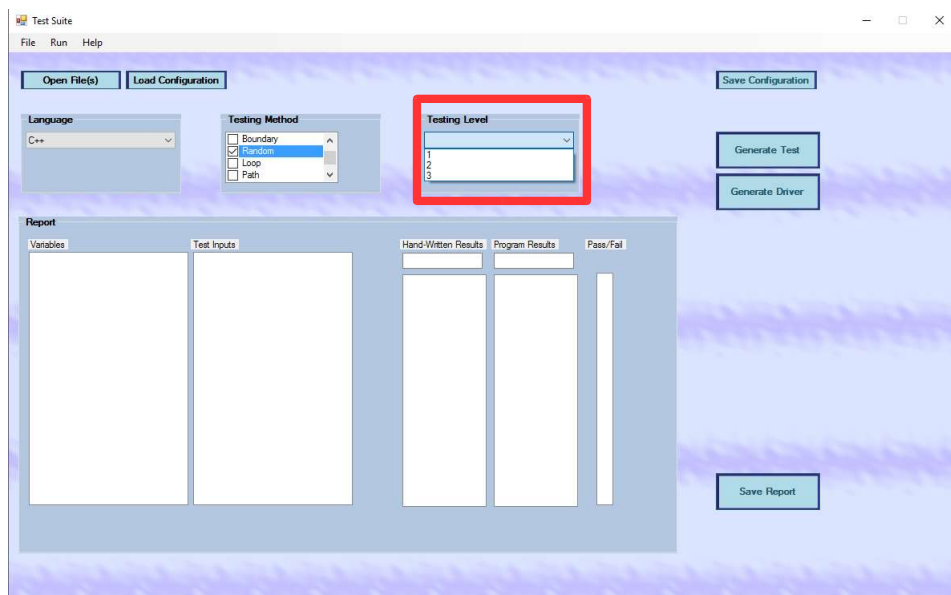 Test Suite
File Run Help
Open File(s) Load Configuration Save Configuration
Language
C++
Testing Method
Boundary
Random
Loop
Path
Testing Level
1
2
3
Generate Test
Generate Driver
Report
Variables Test Inputs Hand-Written Results Program Results Pass/Fail
Save Report